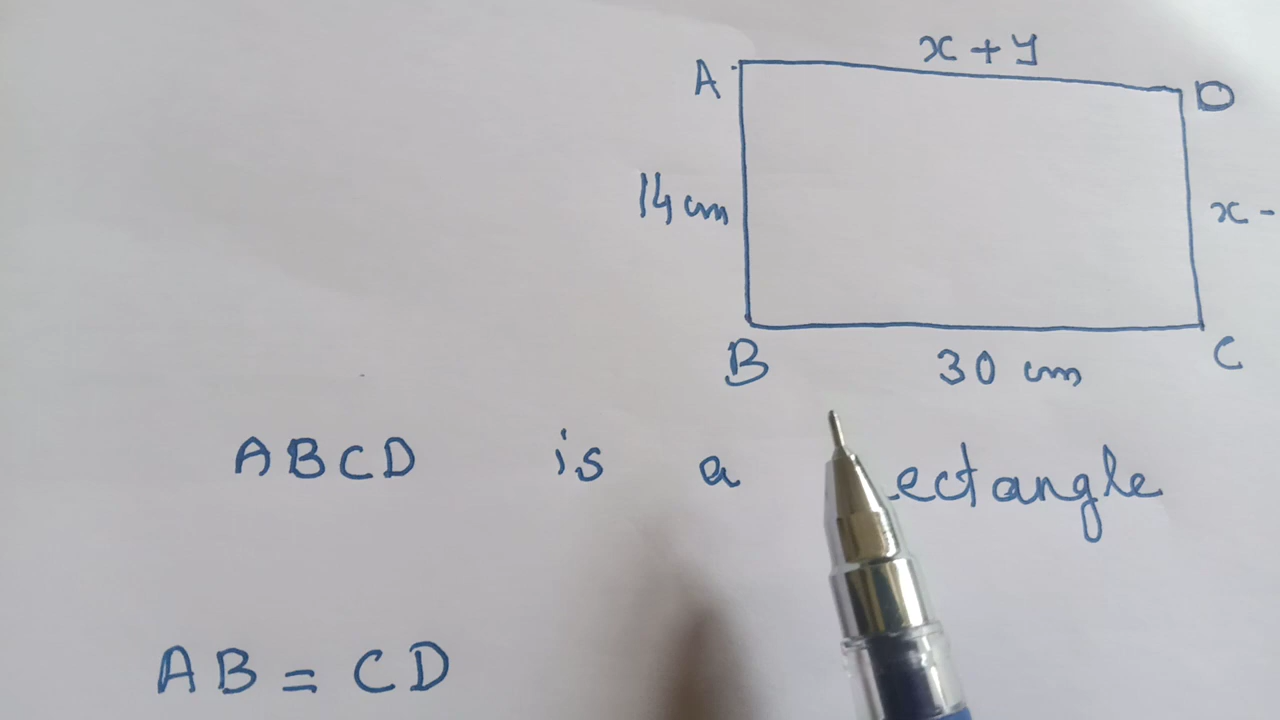 x + y
A D
14 cm x -
B C
30 cm
ABCD is a ectangle
AB = CD